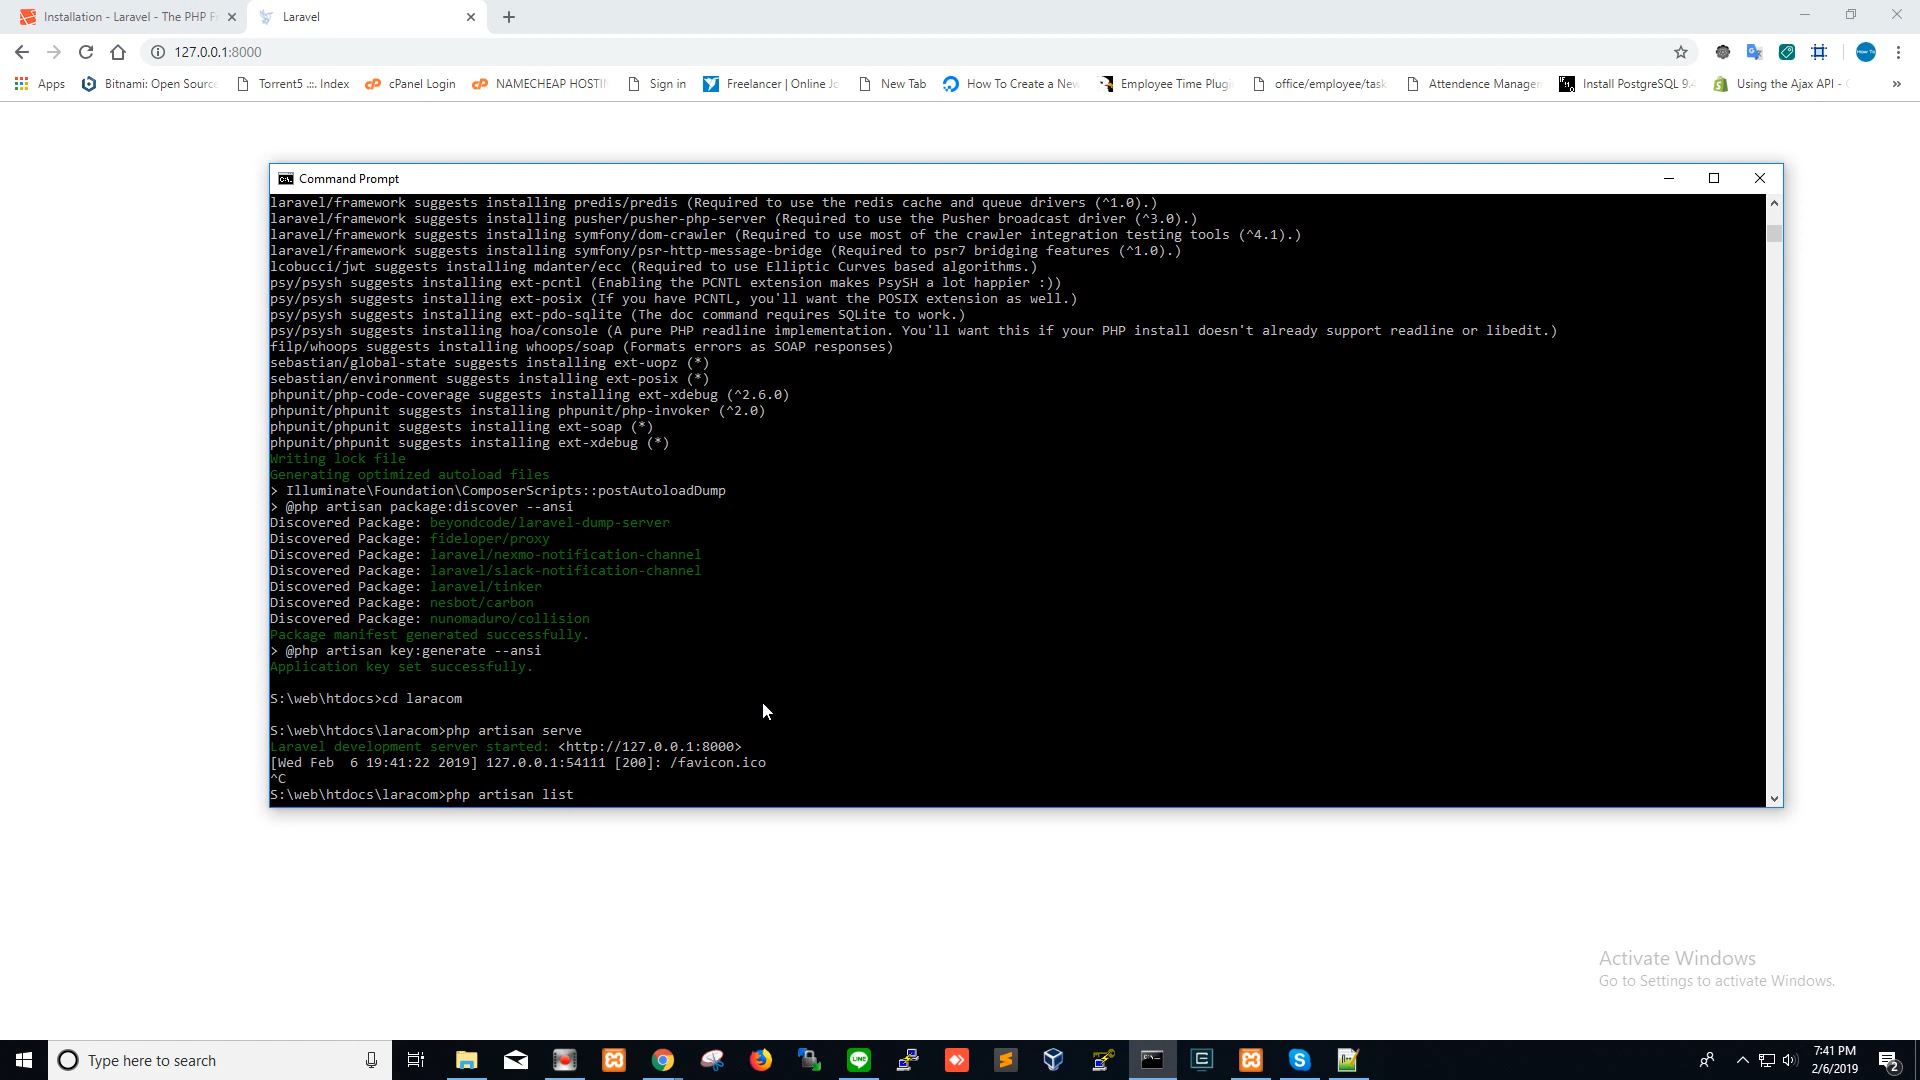 Installation - Laravel - The PHP F
Laravel
127.0.0.1:8000
Apps
Bitnami: Open Source
Torrent5 .::. Index
cPanel Login
NAMECHEAP HOSTI
Sign in
Freelancer | Online Jo
New Tab
How To Create a New
Employee Time Plugi
office/employee/task
Attendence Manager
Install PostgreSQL 9.4
Using the Ajax API -
Command Prompt
laravel/framework suggests installing predis/predis (Required to use the redis cache and queue drivers (^1.0).)
laravel/framework suggests installing pusher/pusher-php-server (Required to use the Pusher broadcast driver (^3.0).)
laravel/framework suggests installing symfony/dom-crawler (Required to use most of the crawler integration testing tools (^4.1).)
laravel/framework suggests installing symfony/psr-http-message-bridge (Required to psr7 bridging features (^1.0).)
lcobucci/jwt suggests installing mdanter/ecc (Required to use Elliptic Curves based algorithms.)
psy/psysh suggests installing ext-pcntl (Enabling the PCNTL extension makes PsySH a lot happier :))
psy/psysh suggests installing ext-posix (If you have PCNTL, you'll want the POSIX extension as well.)
psy/psysh suggests installing ext-pdo-sqlite (The doc command requires SQLite to work.)
psy/psysh suggests installing hoa/console (A pure PHP readline implementation. You'll want this if your PHP install doesn't already support readline or libedit.)
filp/whoops suggests installing whoops/soap (Formats errors as SOAP responses)
sebastian/global-state suggests installing ext-uopz (*)
sebastian/environment suggests installing ext-posix (*)
phpunit/php-code-coverage suggests installing ext-xdebug (^2.6.0)
phpunit/phpunit suggests installing phpunit/php-invoker (^2.0)
phpunit/phpunit suggests installing ext-soap (*)
phpunit/phpunit suggests installing ext-xdebug (*)
Writing lock file
Generating optimized autoload files
> Illuminate\Foundation\ComposerScripts::postAutoloadDump
> @php artisan package:discover --ansi
Discovered Package: beyondcode/laravel-dump-server
Discovered Package: fideloper/proxy
Discovered Package: laravel/nexmo-notification-channel
Discovered Package: laravel/slack-notification-channel
Discovered Package: laravel/tinker
Discovered Package: nesbot/carbon
Discovered Package: nunomaduro/collision
Package manifest generated successfully.
> @php artisan key:generate --ansi
Application key set successfully.
S:\web\htdocs>cd laracom
S:\web\htdocs\laracom>php artisan serve
Laravel development server started: <http://127.0.0.1:8000>
[Wed Feb  6 19:41:22 2019] 127.0.0.1:54111 [200]: /favicon.ico
^C
S:\web\htdocs\laracom>php artisan list
Activate Windows
Go to Settings to activate Windows.
Type here to search
7:41 PM
2/6/2019
2